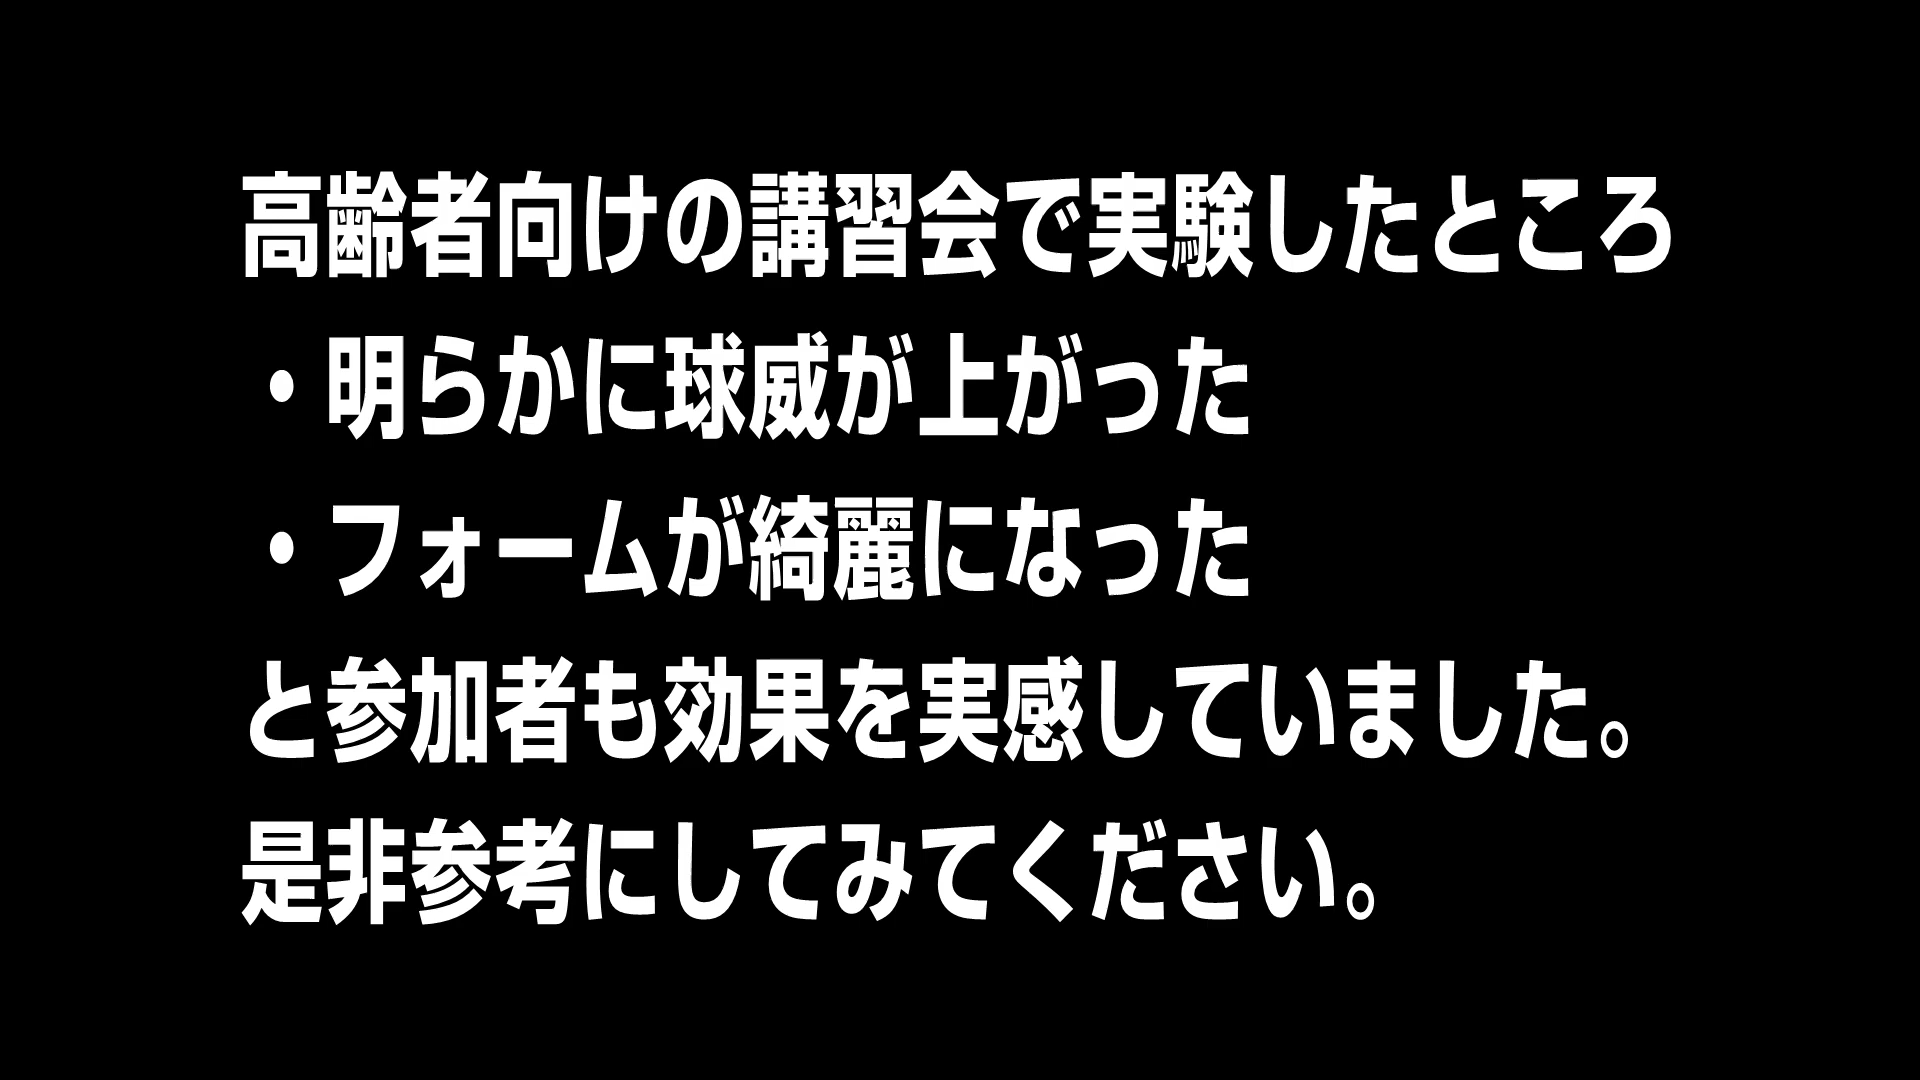 高齢者向けの講習会で実験したところ
・明らかに球威が上がった
・フォームが綺麗になった
と参加者も効果を実感していました。
是非参考にしてみてください。